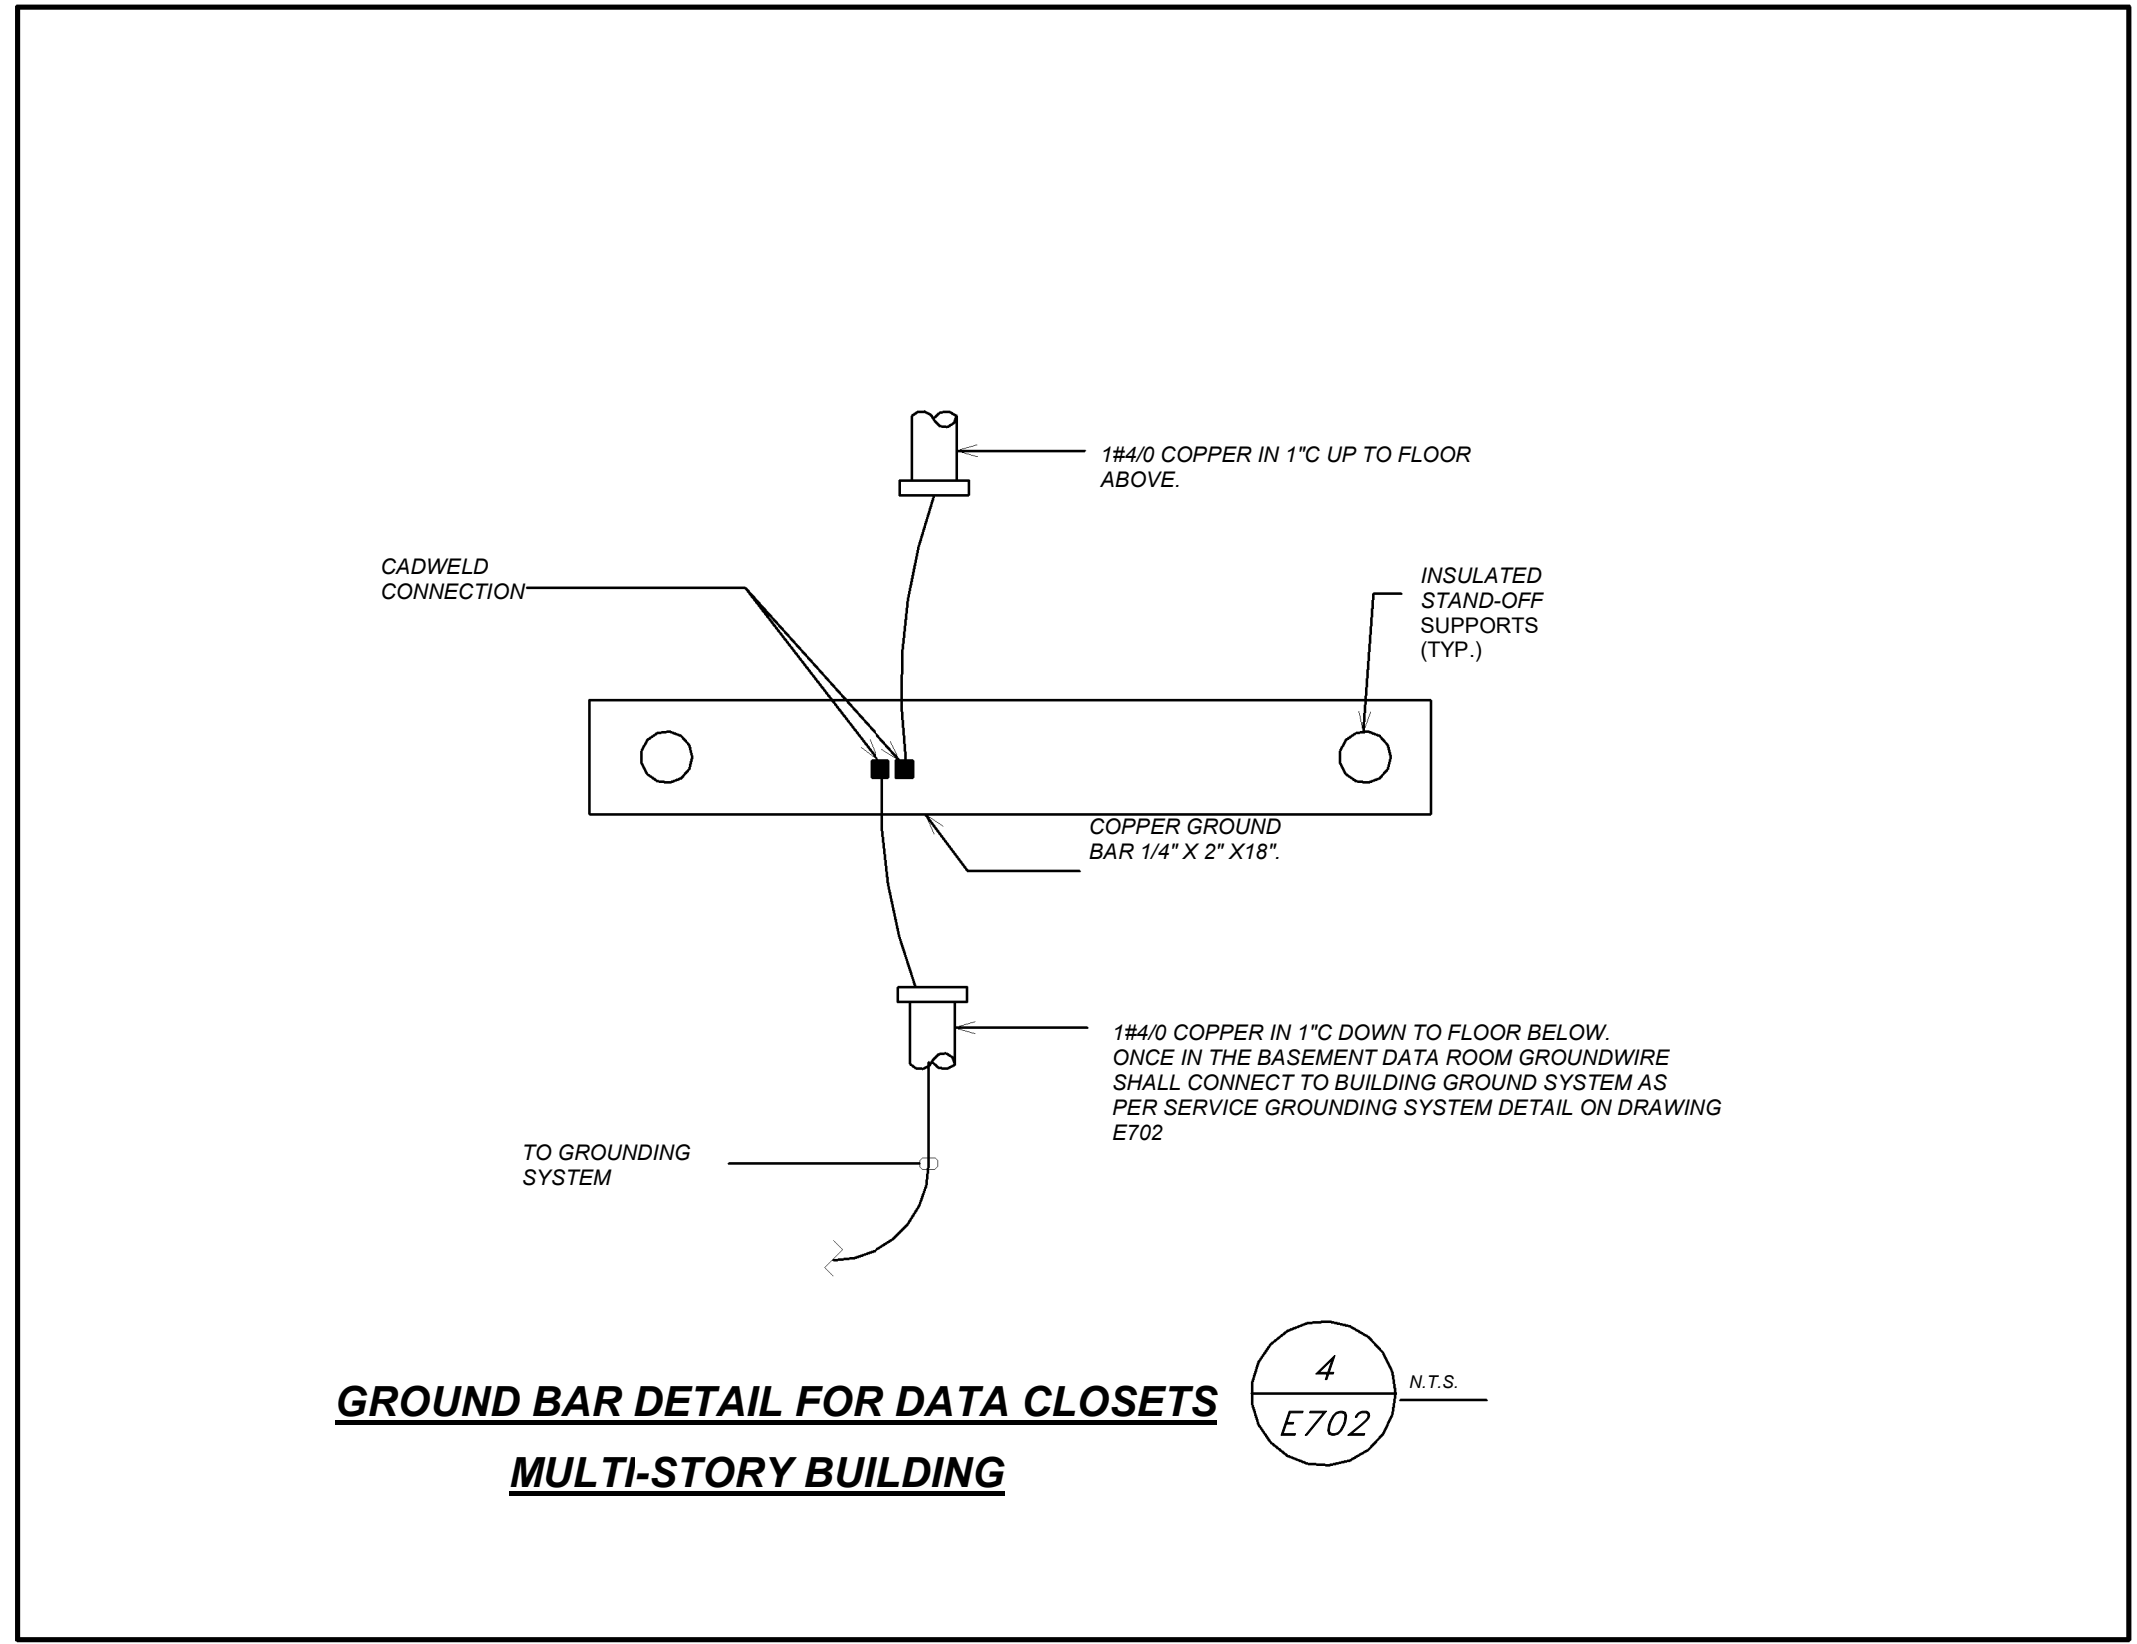 1#4/0 COPPER IN 1"C UP TO FLOOR
ABOVE.
CADWELD
CONNECTION
INSULATED
STAND-OFF
SUPPORTS
(TYP.)
COPPER GROUND
BAR 1/4" X 2" X18".
1#4/0 COPPER IN 1"C DOWN TO FLOOR BELOW.
ONCE IN THE BASEMENT DATA ROOM GROUNDWIRE
SHALL CONNECT TO BUILDING GROUND SYSTEM AS
PER SERVICE GROUNDING SYSTEM DETAIL ON DRAWING
E702
TO GROUNDING
SYSTEM
GROUND BAR DETAIL FOR DATA CLOSETS
MULTI-STORY BUILDING
4
E702
N.T.S.